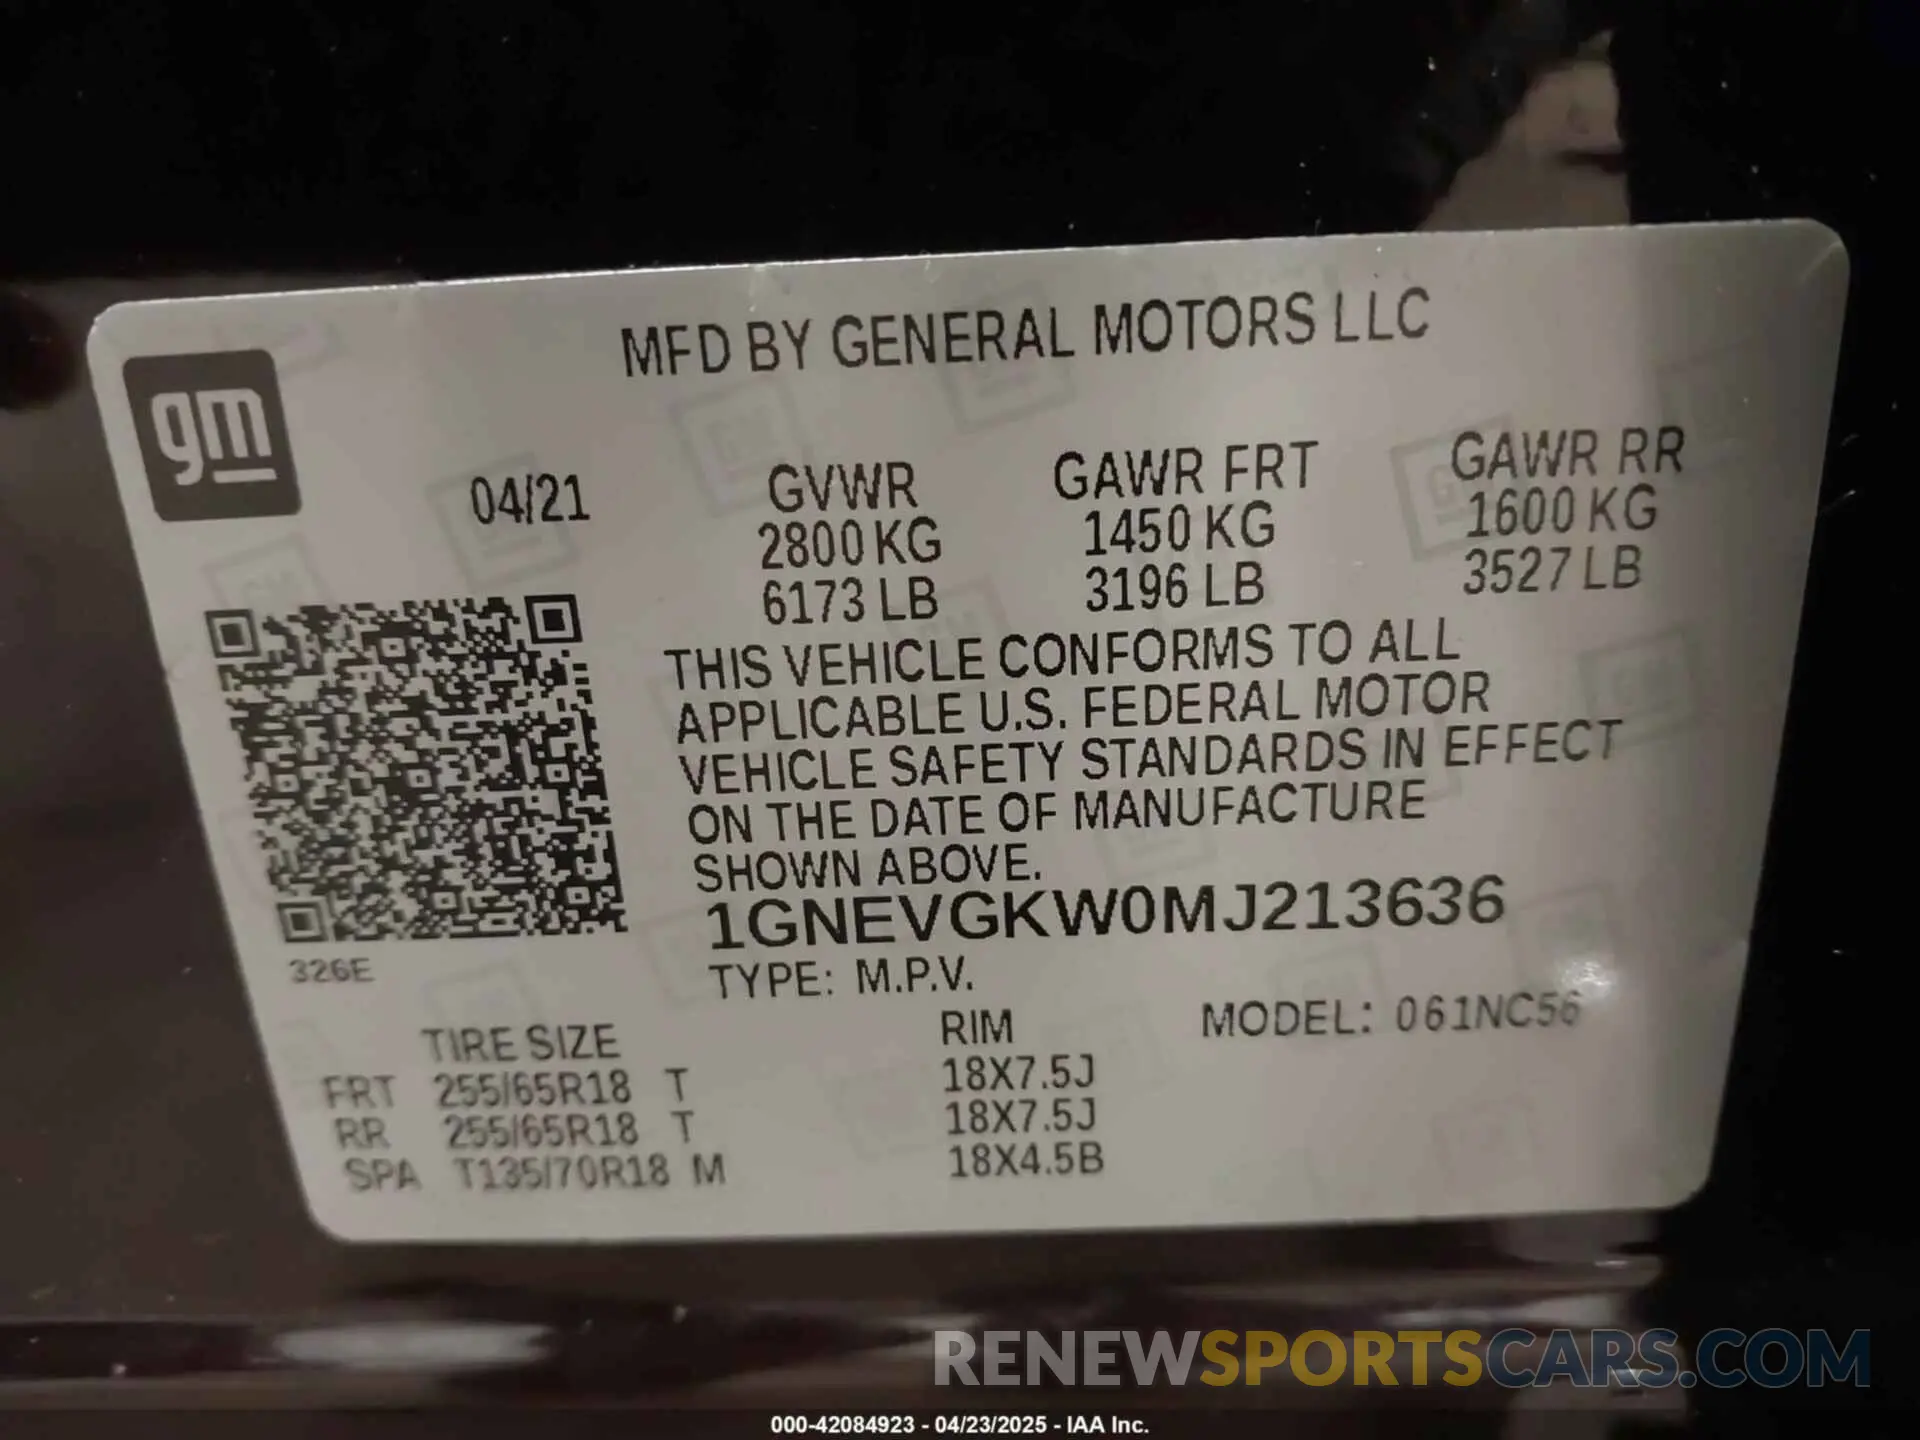 MFD BY GENERAL MOTORS LLC
gm
04/21 GVWR GAWR FRT GAWR RR
2800 KG 1450 KG 1600 KG
6173 LB 3196 LB 3527 LB
THIS VEHICLE CONFORMS TO ALL
APPLICABLE U.S. FEDERAL MOTOR
VEHICLE SAFETY STANDARDS IN EFFECT
ON THE DATE OF MANUFACTURE
SHOWN ABOVE.
1GNEVGKW0MJ213636
326E
TYPE: M.P.V.
TIRE SIZE RIM MODEL: 061NC56
FRT 255/65R18 T 18X7.5J
RR 255/65R18 T 18X7.5J
SPA T135/70R18 M 18X4.5B
RENEWSPORTSCARS.COM
000-42084923 - 04/23/2025 - IAA Inc.